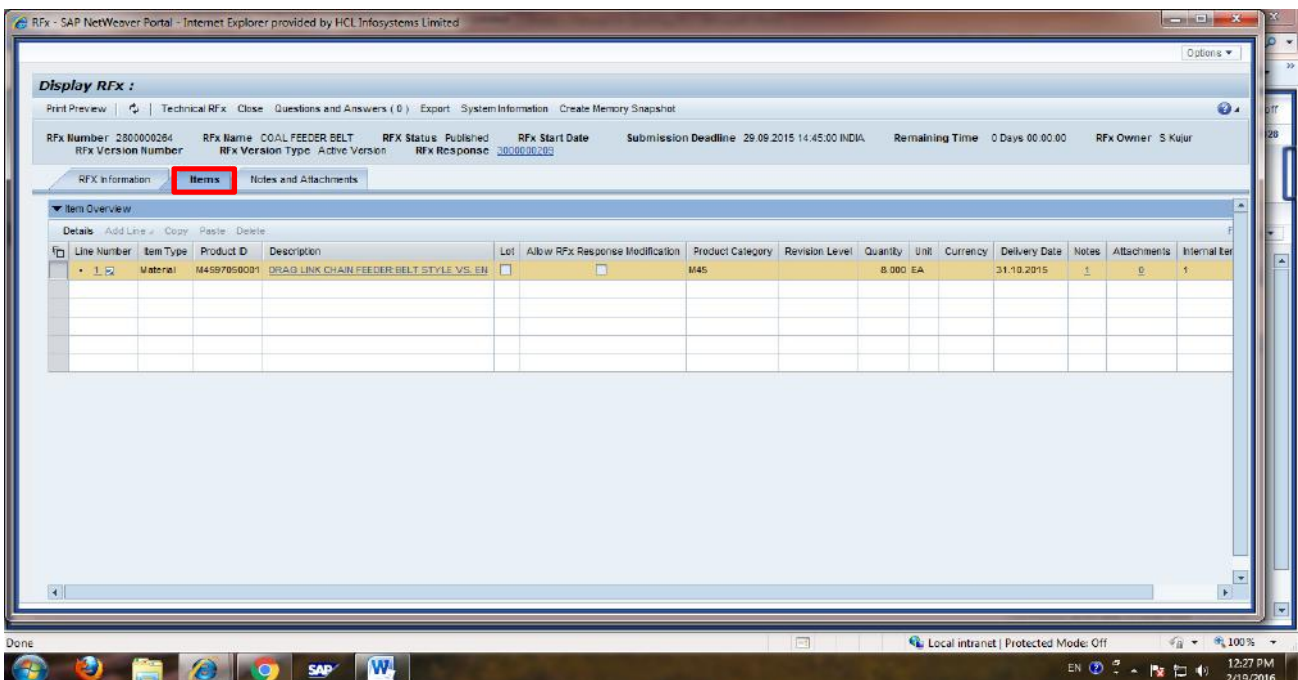 RFx - SAP NetWeaver Portal - Internet Explorer provided by HCL Infosystems Limited
Options
Display RFx :
Print Preview | Technical RFx Close Questions and Answers ( 0 ) Export System Information Create Memory Snapshot
RFx Number 2800000264 RFx Name COAL FEEDER BELT RFX Status Published RFx Start Date Submission Deadline 29.09.2015 14:45:00 INDIA Remaining Time 0 Days 00:00:00 RFx Owner S Kujur
RFx Version Number RFx Version Type Active Version RFx Response 3000000209
RFX Information Items Notes and Attachments
Item Overview
Details Add Line Copy Paste Delete
Line Number Item Type Product ID Description Lot Allow RFx Response Modification Product Category Revision Level Quantity Unit Currency Delivery Date Notes Attachments Internal Iter
1 Material M4597050001 DRAG LINK CHAIN FEEDER BELT STYLE VS. EN M45 8.000 EA 31.10.2015 1 0 1
Done Local intranet | Protected Mode: Off 100%
SAP W EN 12:27 PM
2/19/2016